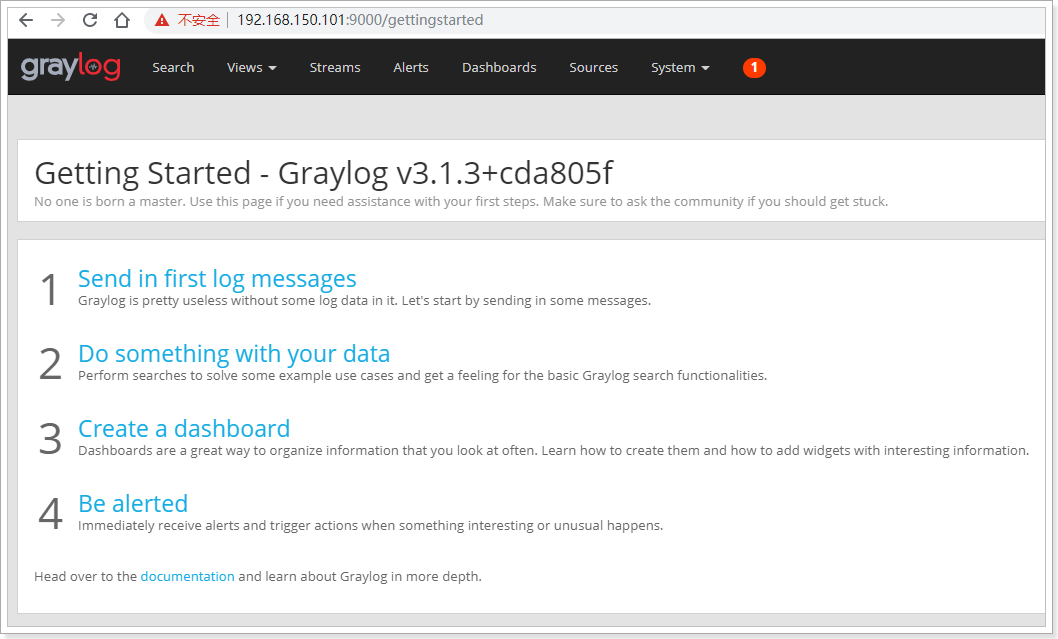 不安全 192.168.150.101:9000/gettingstarted
graylog Search Views Streams Alerts Dashboards Sources System 1
Getting Started - Graylog v3.1.3+cda805f
No one is born a master. Use this page if you need assistance with your first steps. Make sure to ask the community if you should get stuck.
1 Send in first log messages
Graylog is pretty useless without some log data in it. Let's start by sending in some messages.
2 Do something with your data
Perform searches to solve some example use cases and get a feeling for the basic Graylog search functionalities.
3 Create a dashboard
Dashboards are a great way to organize information that you look at often. Learn how to create them and how to add widgets with interesting information.
4 Be alerted
Immediately receive alerts and trigger actions when something interesting or unusual happens.
Head over to the documentation and learn about Graylog in more depth.